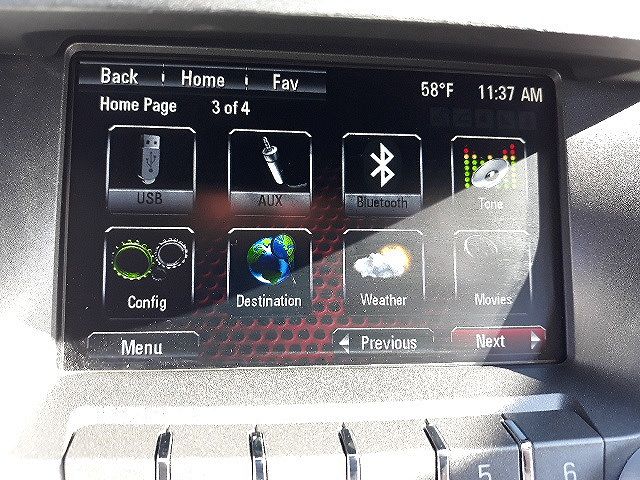 Back Home Fav
58°F 11:37 AM
Home Page 3 of 4
USB AUX Bluetooth Tone
Config Destination Weather Movies
Menu Previous Next
5 6